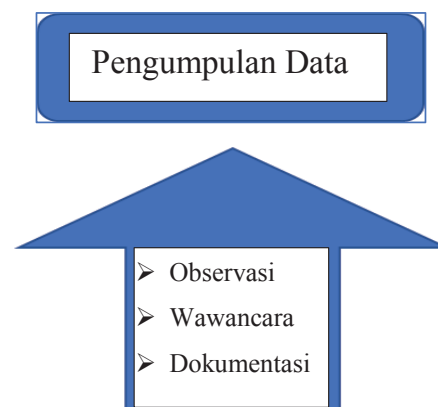 Pengumpulan Data
➢ Observasi
➢ Wawancara
➢ Dokumentasi